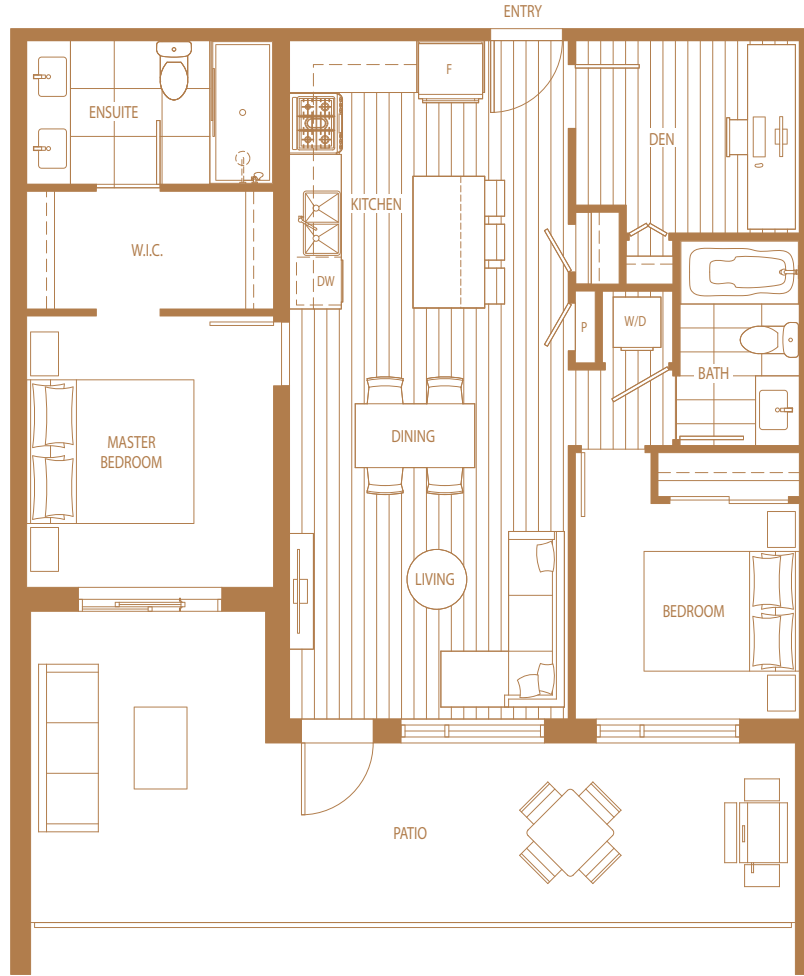 ENTRY
F
ENSUITE
DEN
KITCHEN
W.I.C.
DW
P
W/D
BATH
MASTER
BEDROOM
DINING
LIVING
BEDROOM
PATIO